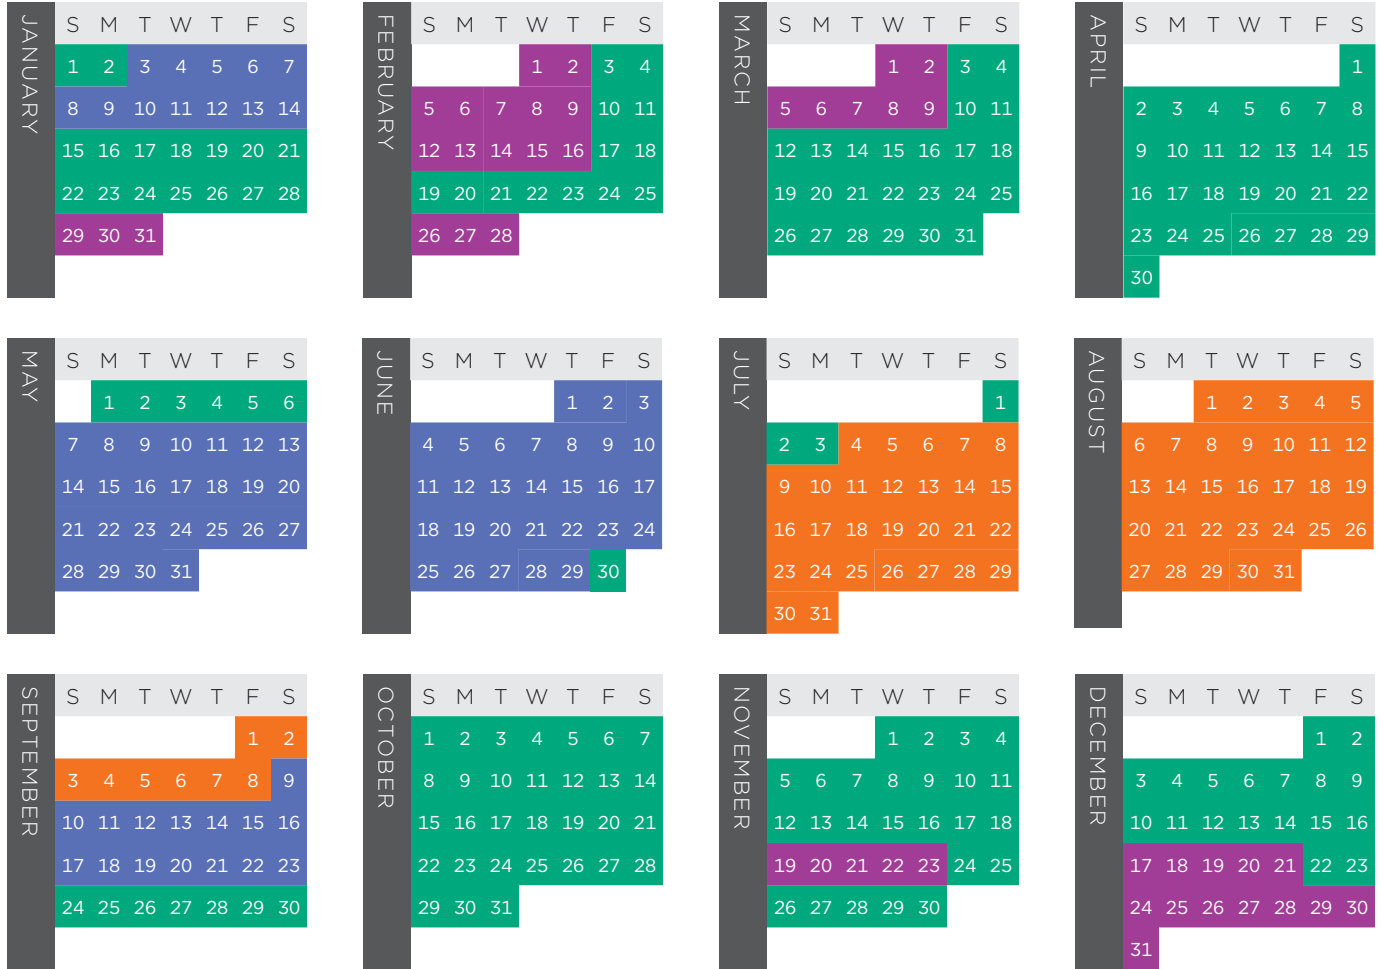 JANUARY
S M T W T F S
1 2 3 4 5 6 7
8 9 10 11 12 13 14
15 16 17 18 19 20 21
22 23 24 25 26 27 28
29 30 31
FEBRUARY
S M T W T F S
1 2 3 4
5 6 7 8 9 10 11
12 13 14 15 16 17 18
19 20 21 22 23 24 25
26 27 28
MARCH
S M T W T F S
1 2 3 4
5 6 7 8 9 10 11
12 13 14 15 16 17 18
19 20 21 22 23 24 25
26 27 28 29 30 31
APRIL
S M T W T F S
1
2 3 4 5 6 7 8
9 10 11 12 13 14 15
16 17 18 19 20 21 22
23 24 25 26 27 28 29
30
MAY
S M T W T F S
1 2 3 4 5 6
7 8 9 10 11 12 13
14 15 16 17 18 19 20
21 22 23 24 25 26 27
28 29 30 31
JUNE
S M T W T F S
1 2 3
4 5 6 7 8 9 10
11 12 13 14 15 16 17
18 19 20 21 22 23 24
25 26 27 28 29 30
JULY
S M T W T F S
1
2 3 4 5 6 7 8
9 10 11 12 13 14 15
16 17 18 19 20 21 22
23 24 25 26 27 28 29
30 31
AUGUST
S M T W T F S
1 2 3 4 5
6 7 8 9 10 11 12
13 14 15 16 17 18 19
20 21 22 23 24 25 26
27 28 29 30 31
SEPTEMBER
S M T W T F S
1 2
3 4 5 6 7 8 9
10 11 12 13 14 15 16
17 18 19 20 21 22 23
24 25 26 27 28 29 30
OCTOBER
S M T W T F S
1 2 3 4 5 6 7
8 9 10 11 12 13 14
15 16 17 18 19 20 21
22 23 24 25 26 27 28
29 30 31
NOVEMBER
S M T W T F S
1 2 3 4
5 6 7 8 9 10 11
12 13 14 15 16 17 18
19 20 21 22 23 24 25
26 27 28 29 30
DECEMBER
S M T W T F S
1 2
3 4 5 6 7 8 9
10 11 12 13 14 15 16
17 18 19 20 21 22 23
24 25 26 27 28 29 30
31